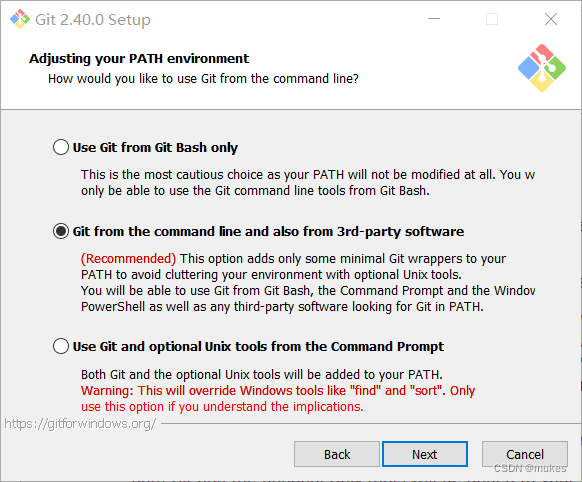 Git 2.40.0 Setup
Adjusting your PATH environment
How would you like to use Git from the command line?
Use Git from Git Bash only
This is the most cautious choice as your PATH will not be modified at all. You w
only be able to use the Git command line tools from Git Bash.
Git from the command line and also from 3rd-party software
(Recommended) This option adds only some minimal Git wrappers to your
PATH to avoid cluttering your environment with optional Unix tools.
You will be able to use Git from Git Bash, the Command Prompt and the Window
PowerShell as well as any third-party software looking for Git in PATH.
Use Git and optional Unix tools from the Command Prompt
Both Git and the optional Unix tools will be added to your PATH.
Warning: This will override Windows tools like "find" and "sort". Only
use this option if you understand the implications.
https://gitforwindows.org/
Back Next Cancel
CSDN @mukes